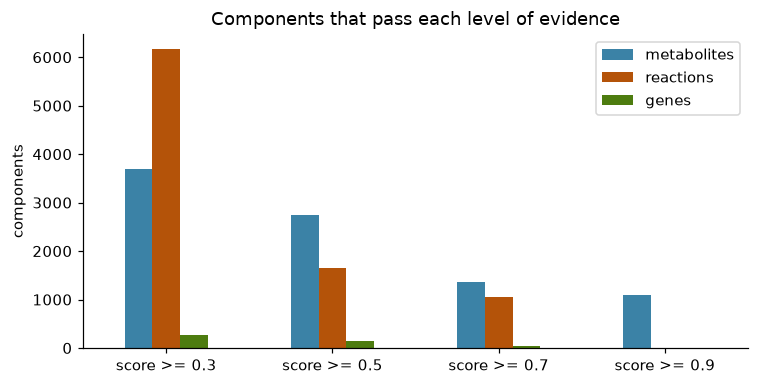 Components that pass each level of evidence
metabolites
reactions
genes
components
6000
5000
4000
3000
2000
1000
0
score >= 0.3
score >= 0.5
score >= 0.7
score >= 0.9